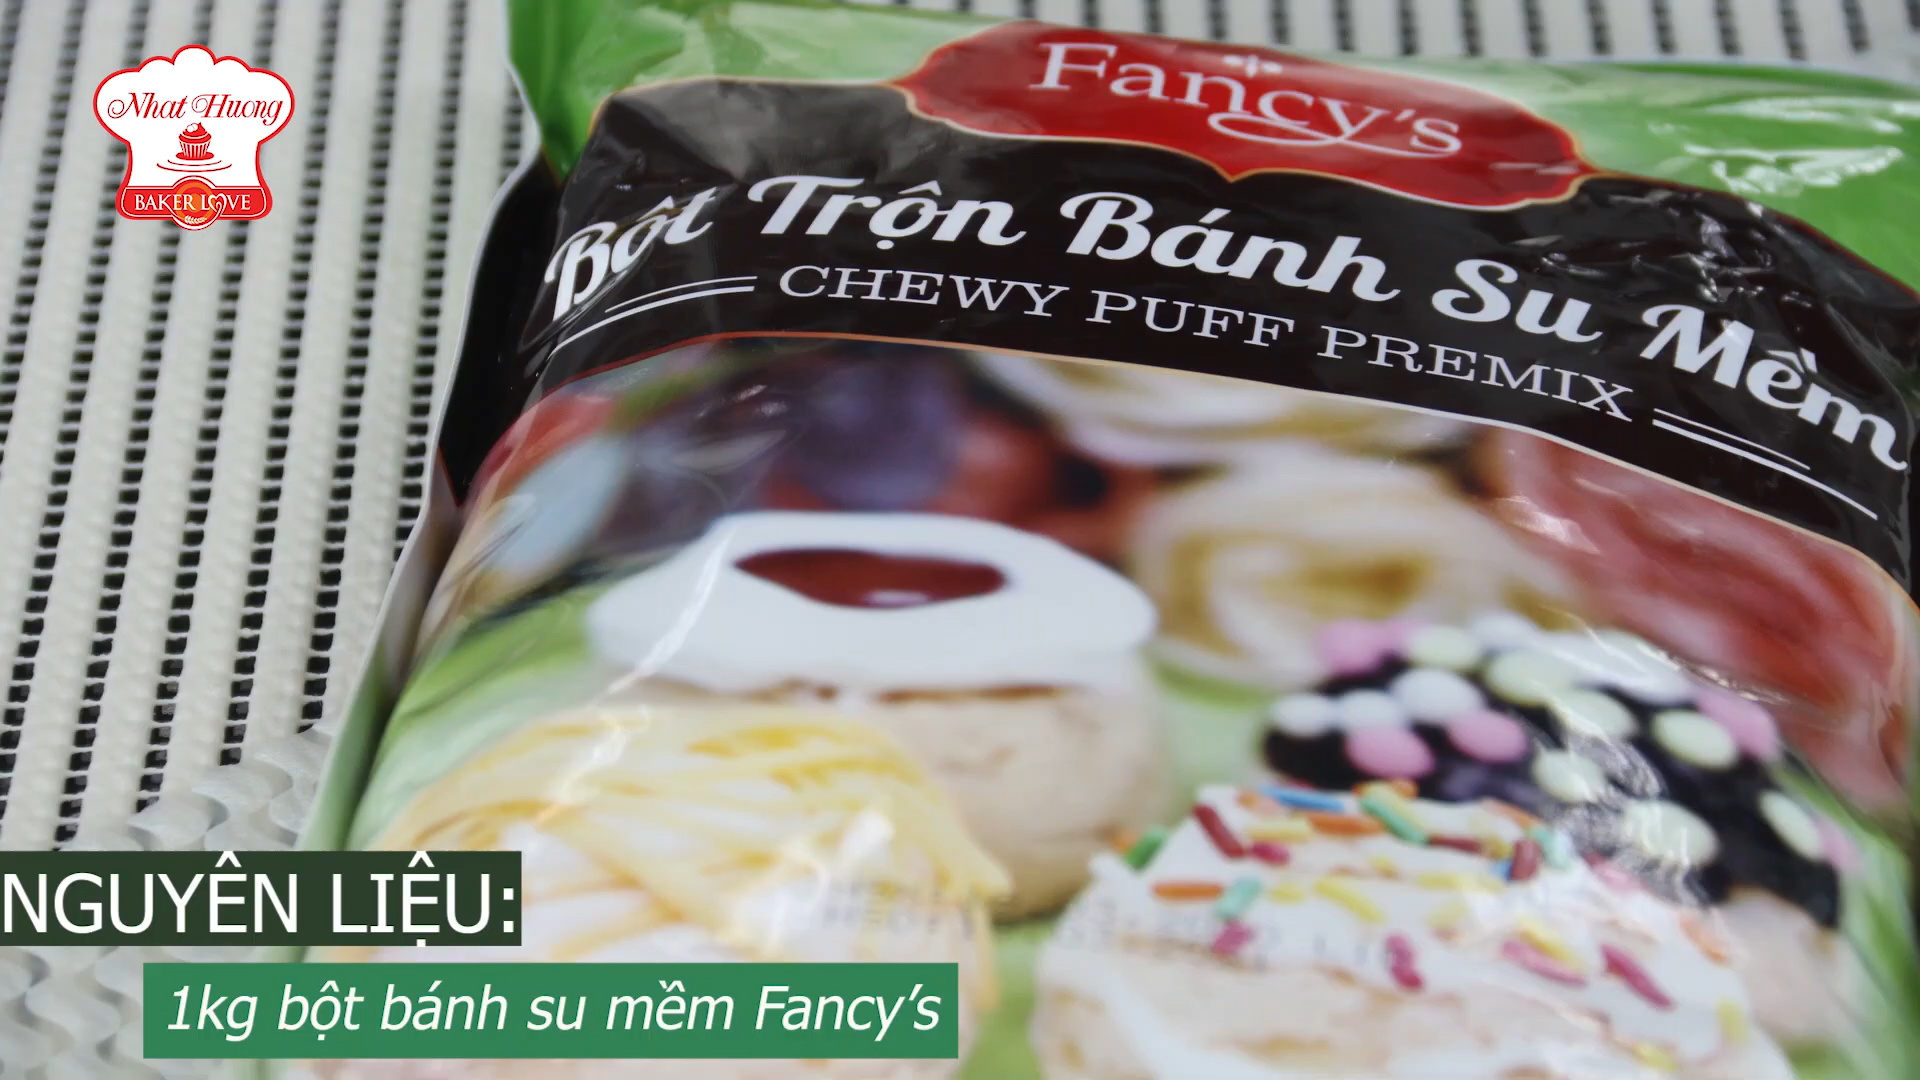 Nhat Huong
BAKER LOVE
Fancy's
Bột Trộn Bánh Su Mềm
CHEWY PUFF PREMIX
NGUYÊN LIỆU:
1kg bột bánh su mềm Fancy’s